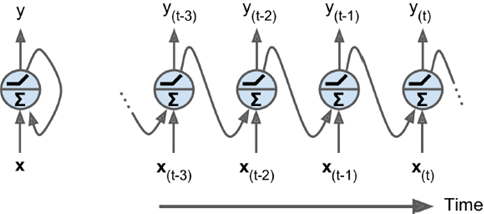 y
y(t-3) y(t-2) y(t-1) y(t)
Σ Σ Σ Σ Σ
x
x(t-3) x(t-2) x(t-1) x(t)
Time